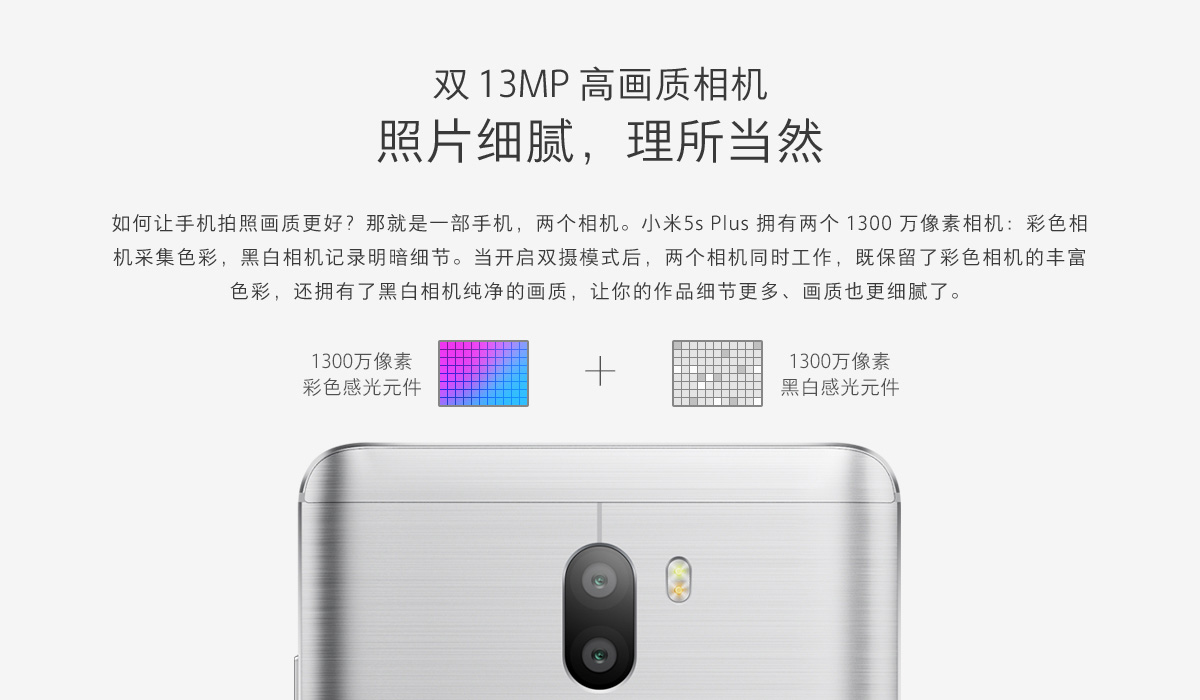 双 13MP 高画质相机
照片细腻，理所当然
如何让手机拍照画质更好？那就是一部手机，两个相机。小米5s Plus 拥有两个 1300 万像素相机：彩色相
机采集色彩，黑白相机记录明暗细节。当开启双摄模式后，两个相机同时工作，既保留了彩色相机的丰富
色彩，还拥有了黑白相机纯净的画质，让你的作品细节更多、画质也更细腻了。
1300万像素
彩色感光元件
1300万像素
黑白感光元件